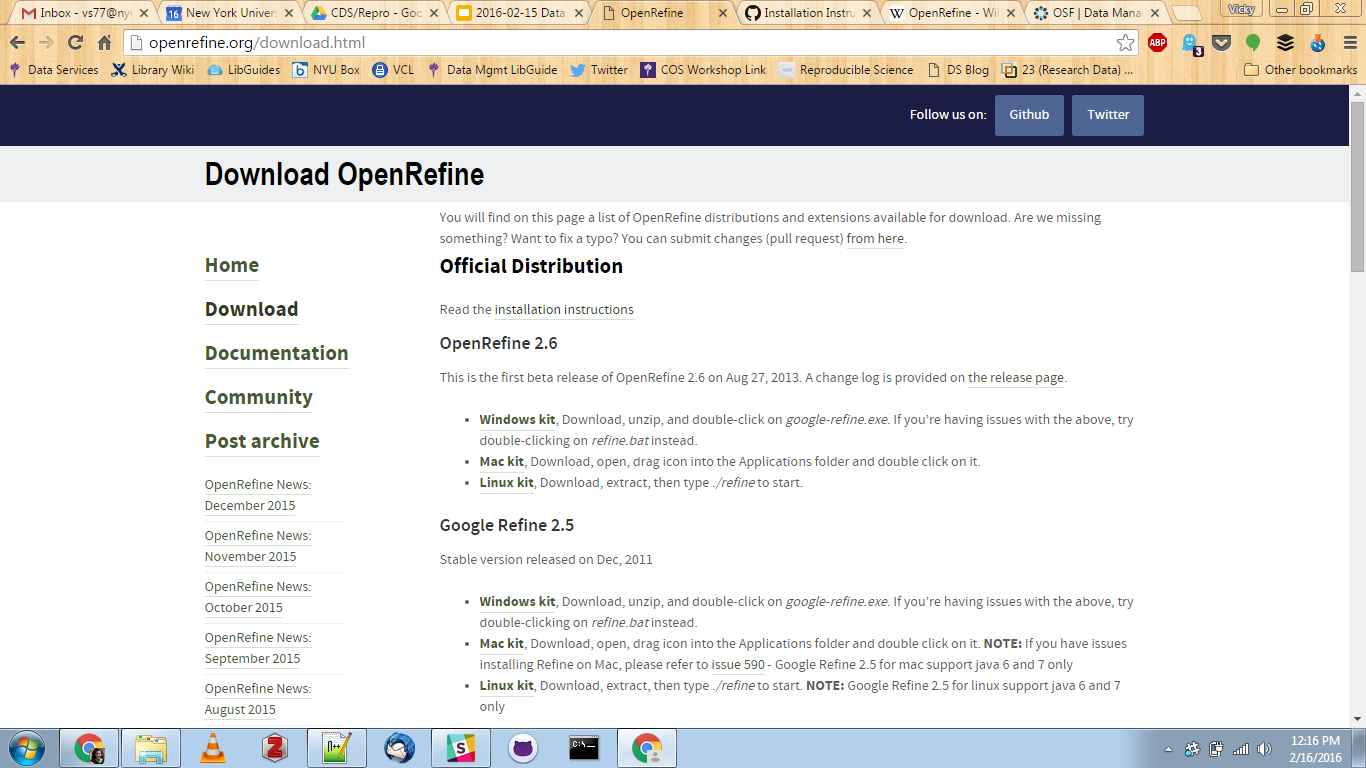 Inbox - vs77@ny
16 New York Univers
CDS/Repro - Goo
2016-02-15 Data
OpenRefine
Installation Instru
W OpenRefine - Wi
OSF | Data Mana
Vicky
openrefine.org/download.html
ABP
3
Data Services
Library Wiki
LibGuides
NYU Box
VCL
Data Mgmt LibGuide
Twitter
COS Workshop Link
Reproducible Science
DS Blog
23 (Research Data) ...
Other bookmarks
Follow us on:
Github
Twitter
Download OpenRefine
You will find on this page a list of OpenRefine distributions and extensions available for download. Are we missing
something? Want to fix a typo? You can submit changes (pull request) from here.
Home
Download
Documentation
Community
Post archive
OpenRefine News:
December 2015
OpenRefine News:
November 2015
OpenRefine News:
October 2015
OpenRefine News:
September 2015
OpenRefine News:
August 2015
Official Distribution
Read the installation instructions
OpenRefine 2.6
This is the first beta release of OpenRefine 2.6 on Aug 27, 2013. A change log is provided on the release page.
• Windows kit, Download, unzip, and double-click on google-refine.exe. If you're having issues with the above, try
double-clicking on refine.bat instead.
• Mac kit, Download, open, drag icon into the Applications folder and double click on it.
• Linux kit, Download, extract, then type ./refine to start.
Google Refine 2.5
Stable version released on Dec, 2011
• Windows kit, Download, unzip, and double-click on google-refine.exe. If you're having issues with the above, try
double-clicking on refine.bat instead.
• Mac kit, Download, open, drag icon into the Applications folder and double click on it. NOTE: If you have issues
installing Refine on Mac, please refer to issue 590 - Google Refine 2.5 for mac support java 6 and 7 only
• Linux kit, Download, extract, then type ./refine to start. NOTE: Google Refine 2.5 for linux support java 6 and 7
only
12:16 PM
2/16/2016